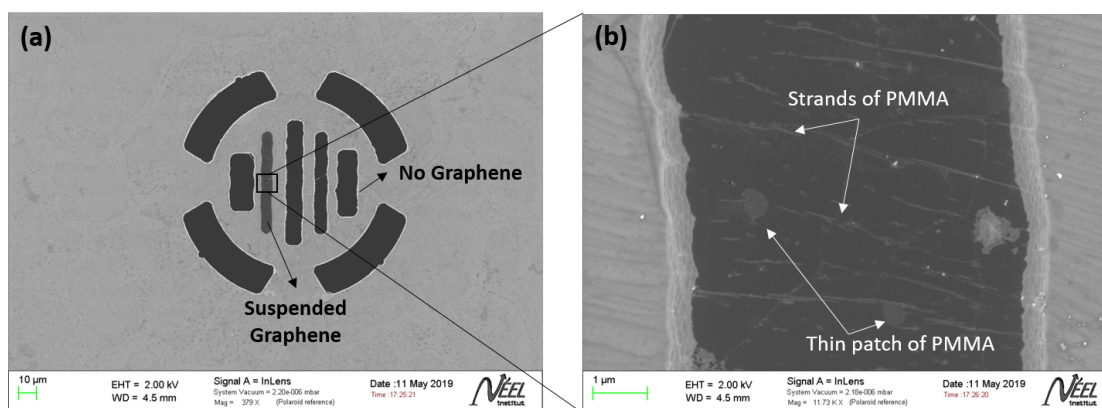 (a)
No Graphene
Suspended
Graphene
10 µm
EHT = 2.00 kV
WD = 4.5 mm
Signal A = InLens
System Vacuum = 2.20e-006 mbar
Mag = 379 X (Polaroid reference)
Date :11 May 2019
Time :17:25:21
NÉEL
institut
(b)
Strands of PMMA
Thin patch of PMMA
1 µm
EHT = 2.00 kV
WD = 4.5 mm
Signal A = InLens
System Vacuum = 2.18e-006 mbar
Mag = 11.73 K X (Polaroid reference)
Date :11 May 2019
Time :17:26:20
NÉEL
institut